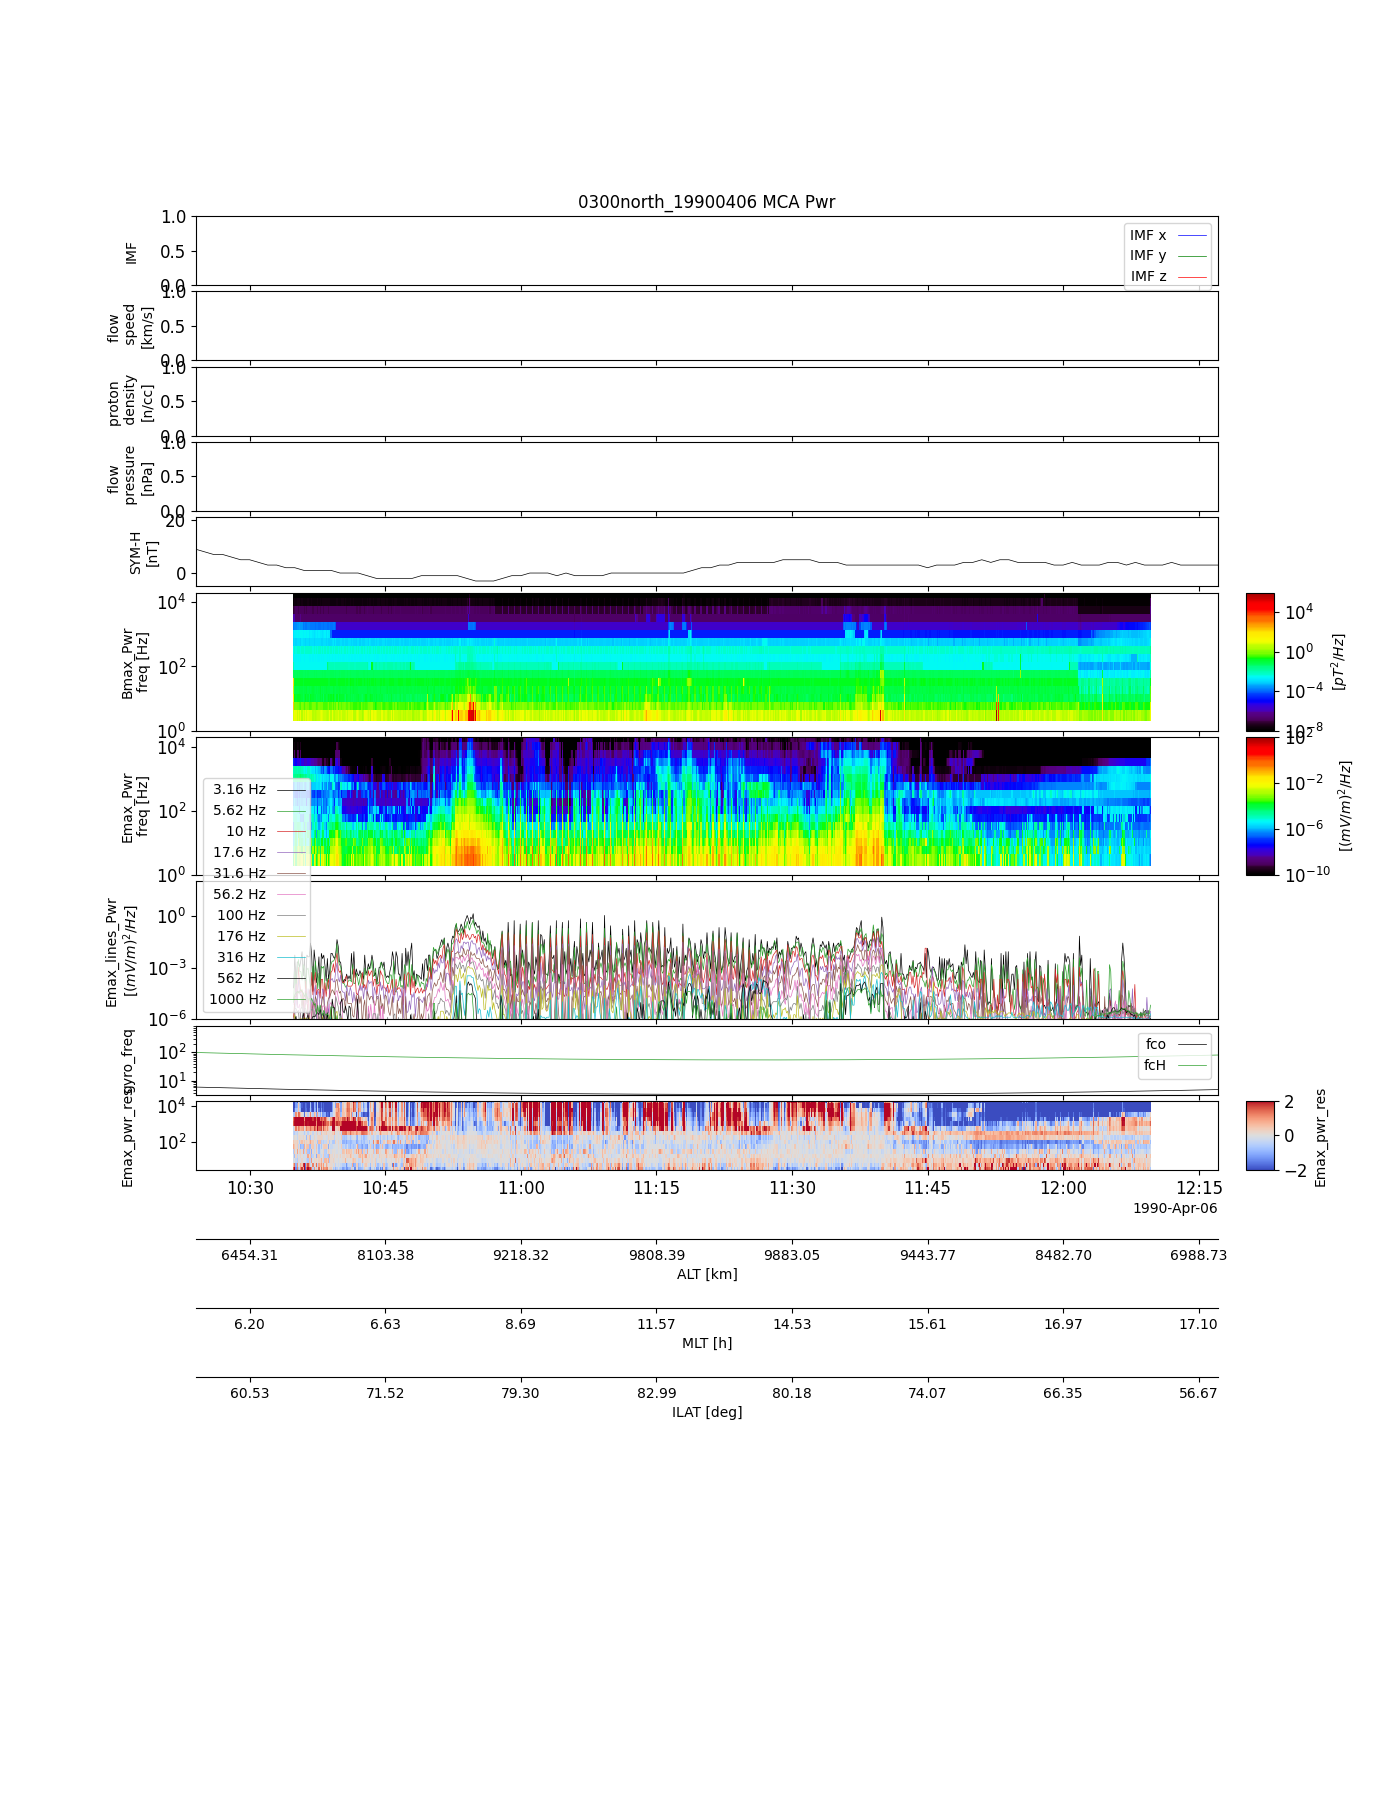 0300north_19900406 MCA Pwr
1.0
0.5
0.0
IMF
IMF x
IMF y
IMF z
1.0
0.5
0.0
flow
speed
[km/s]
1.0
0.5
0.0
proton
density
[n/cc]
1.0
0.5
0.0
flow
pressure
[nPa]
20
0
SYM-H
[nT]
10^4
10^2
10^0
Bmax_Pwr
freq [Hz]
10^4
10^0
10^-4
10^-8
[pT^2/Hz]
10^4
10^2
10^0
Emax_Pwr
freq [Hz]
10^2
10^-2
10^-6
10^-10
[(mV/m)^2/Hz]
3.16 Hz
5.62 Hz
10 Hz
17.6 Hz
31.6 Hz
56.2 Hz
100 Hz
176 Hz
316 Hz
562 Hz
1000 Hz
10^0
10^-3
10^-6
Emax_lines_Pwr
[(mV/m)^2/Hz]
10^2
10^1
gyro_freq
fco
fcH
10^4
10^2
Emax_pwr_res
2
0
−2
Emax_pwr_res
10:30 10:45 11:00 11:15 11:30 11:45 12:00 12:15
1990-Apr-06
6454.31 8103.38 9218.32 9808.39 9883.05 9443.77 8482.70 6988.73
ALT [km]
6.20 6.63 8.69 11.57 14.53 15.61 16.97 17.10
MLT [h]
60.53 71.52 79.30 82.99 80.18 74.07 66.35 56.67
ILAT [deg]